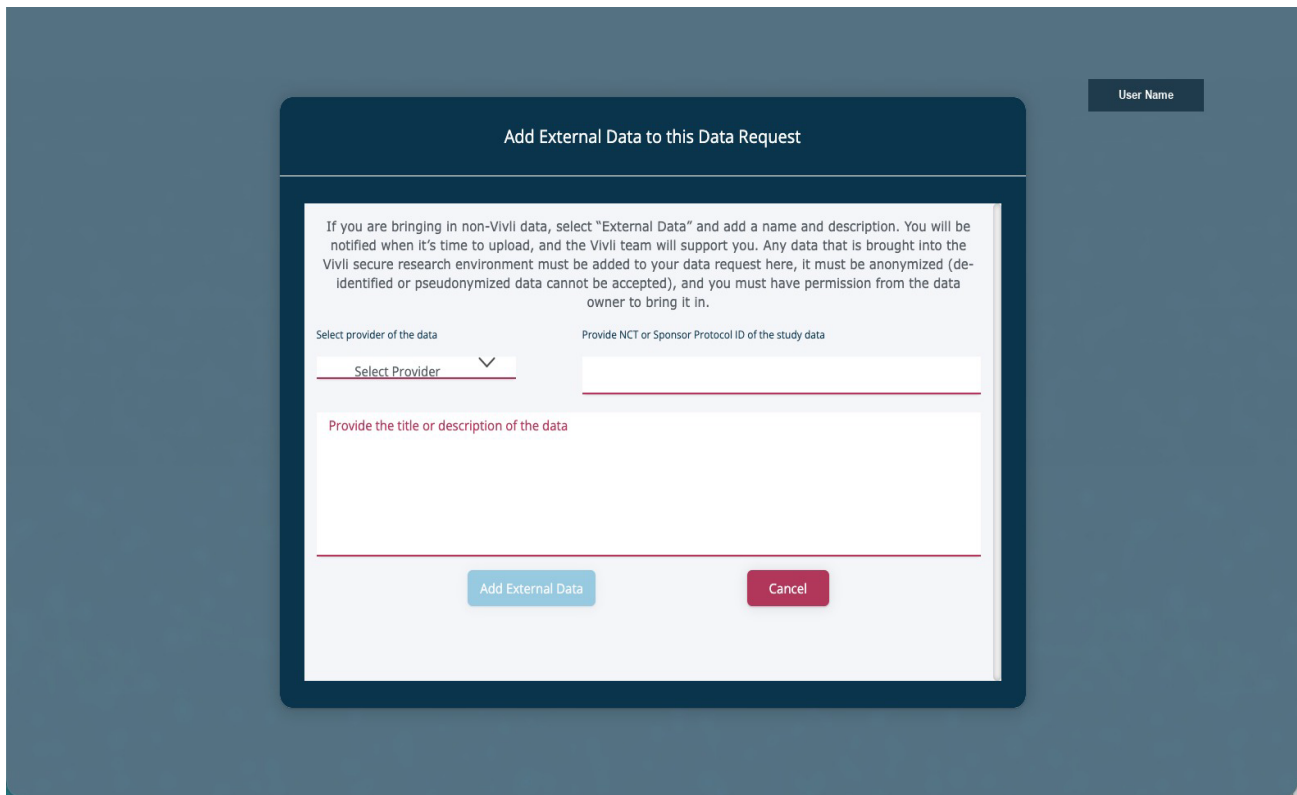 User Name
Add External Data to this Data Request
If you are bringing in non-Vivli data, select “External Data” and add a name and description. You will be
notified when it’s time to upload, and the Vivli team will support you. Any data that is brought into the
Vivli secure research environment must be added to your data request here, it must be anonymized (de-
identified or pseudonymized data cannot be accepted), and you must have permission from the data
owner to bring it in.
Select provider of the data
Provide NCT or Sponsor Protocol ID of the study data
Select Provider
Provide the title or description of the data
Add External Data
Cancel